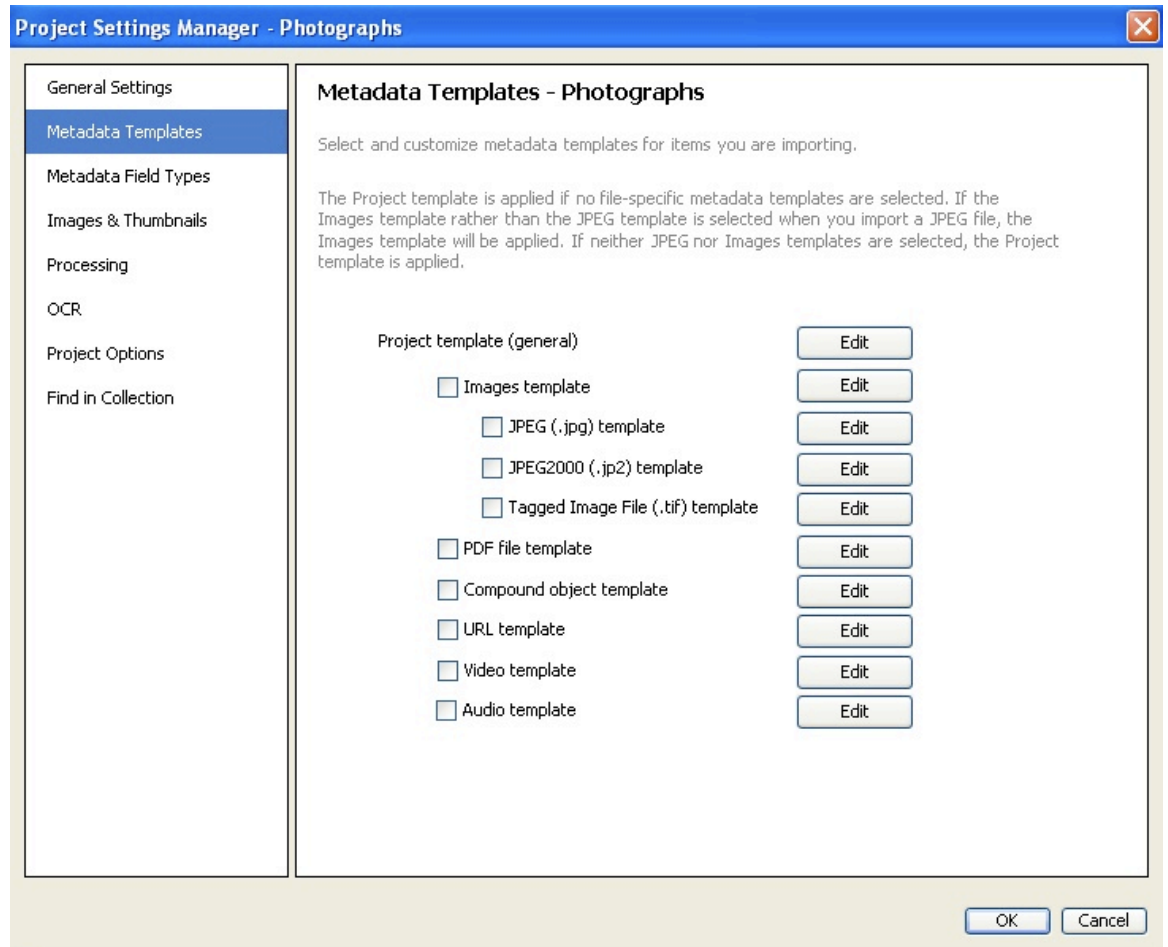 Project Settings Manager - Photographs
General Settings
Metadata Templates
Metadata Field Types
Images & Thumbnails
Processing
OCR
Project Options
Find in Collection
Metadata Templates - Photographs
Select and customize metadata templates for items you are importing.
The Project template is applied if no file-specific metadata templates are selected. If the
Images template rather than the JPEG template is selected when you import a JPEG file, the
Images template will be applied. If neither JPEG nor Images templates are selected, the Project
template is applied.
Project template (general) Edit
Images template Edit
JPEG (.jpg) template Edit
JPEG2000 (.jp2) template Edit
Tagged Image File (.tif) template Edit
PDF file template Edit
Compound object template Edit
URL template Edit
Video template Edit
Audio template Edit
OK Cancel